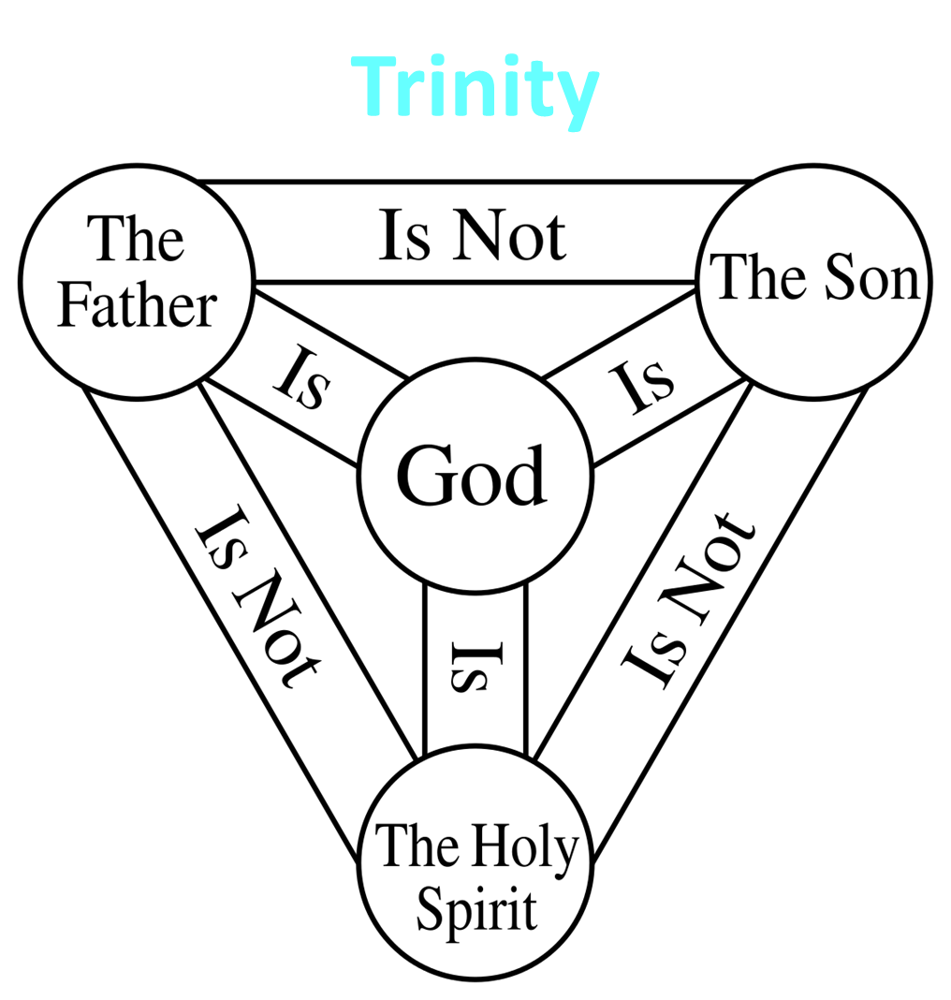 Trinity
The
Father
Is Not
The Son
Is
Is
God
Is Not
Is
Is Not
The Holy
Spirit